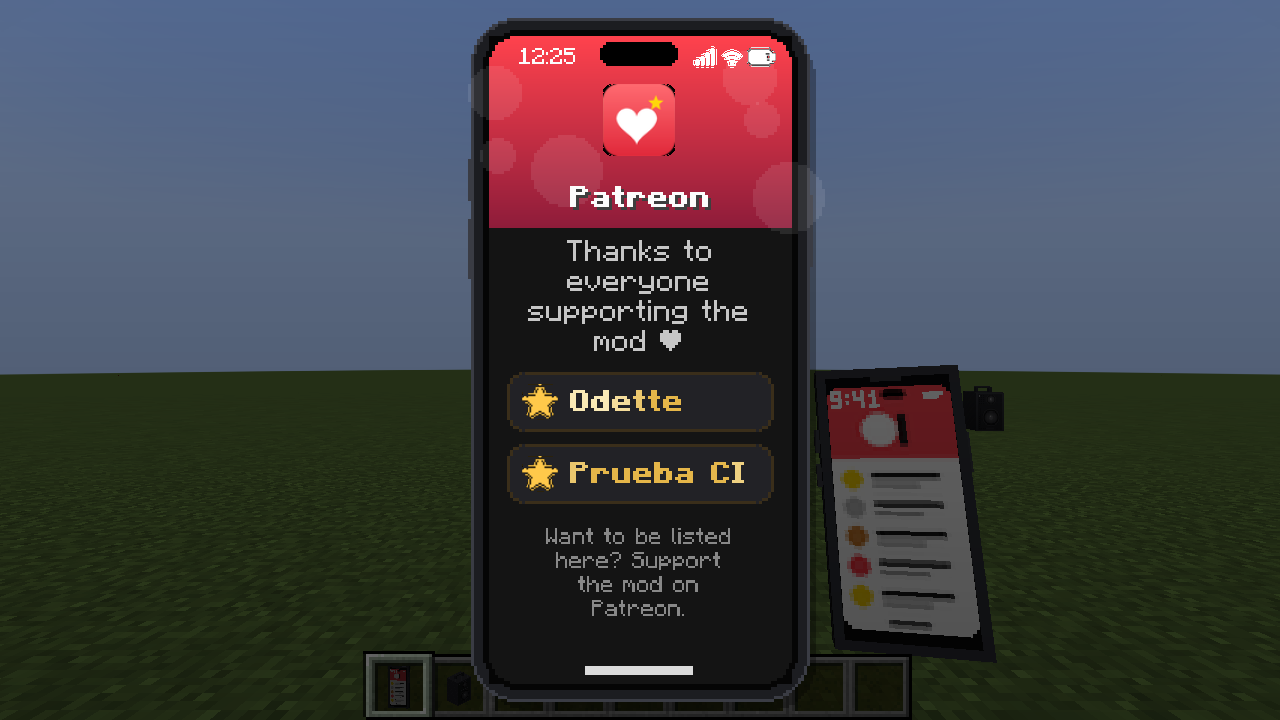 12:25
Patreon
Thanks to
everyone
supporting the
mod ♥
Odette
Prueba CI
Want to be listed
here? Support
the mod on
Patreon.
9:41